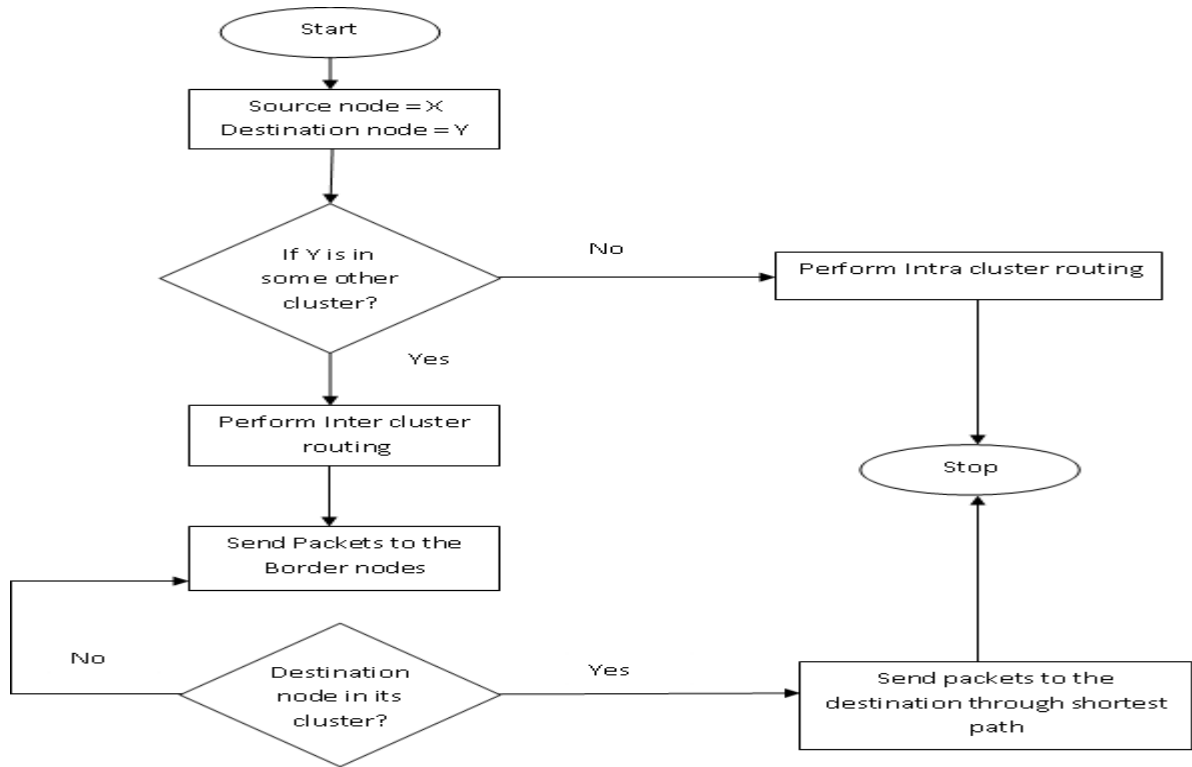 Start
Source node = X
Destination node = Y
If Y is in
some other
cluster?
No
Perform Intra cluster routing
Yes
Perform Inter cluster
routing
Stop
Send Packets to the
Border nodes
No
Destination
node in its
cluster?
Yes
Send packets to the
destination through shortest
path